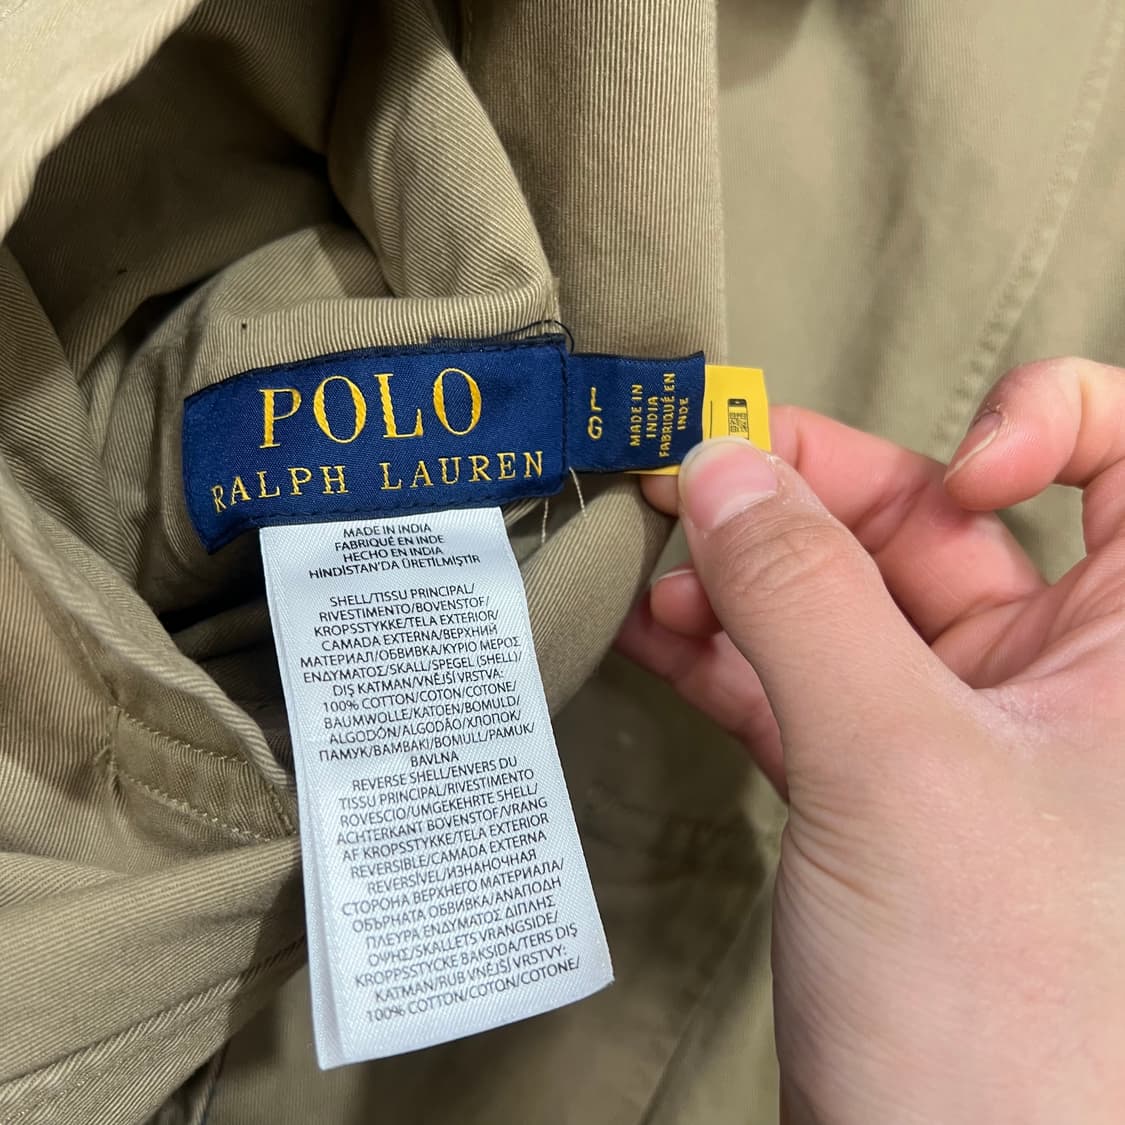 POLO
RALPH LAUREN
L
G
MADE IN
INDIA
FABRIQUÉ EN
INDE
MADE IN INDIA
FABRIQUÉ EN INDE
HECHO EN INDIA
HİNDİSTAN'DA ÜRETİLMİŞTİR
SHELL/TISSU PRINCIPAL/
RIVESTIMENTO/BOVENSTOF/
KROPSSTYKKE/TELA EXTERIOR/
CAMADA EXTERNA/ВЕРХНИЙ
МАТЕРИАЛ/ОБВИВКА/ΚΥΡΙΟ ΜΕΡΟΣ
ΕΝΔΥΜΑΤΟΣ/SKALL/SPEGEL (SHELL)/
DIŞ KATMAN/VNĚJŠÍ VRSTVA:
100% COTTON/COTON/COTONE/
BAUMWOLLE/KATOEN/BOMULD/
ALGODÓN/ALGODÃO/ХЛОПОК/
ПАМУК/ΒΑΜΒΑΚΙ/BOMULL/PAMUK/
BAVLNA
REVERSE SHELL/ENVERS DU
TISSU PRINCIPAL/RIVESTIMENTO
ROVESCIO/UMGEKEHRTE SHELL/
ACHTERKANT BOVENSTOF/VRANG
AF KROPSSTYKKE/TELA EXTERIOR
REVERSIBLE/CAMADA EXTERNA
REVERSÍVEL/ИЗНАНОЧНАЯ
СТОРОНА ВЕРХНЕГО МАТЕРИАЛА/
ОБЪРНАТА ОБВИВКА/ΑΝΑΠΟΔΗ
ΠΛΕΥΡΑ ΕΝΔΥΜΑΤΟΣ ΔΙΠΛΗΣ
ΟΨΗΣ/SKALLETS VRANGSIDE/
KROPPSSTYCKE BAKSIDA/TERS DIŞ
KATMAN/RUB VNĚJŠÍ VRSTVY:
100% COTTON/COTON/COTONE/